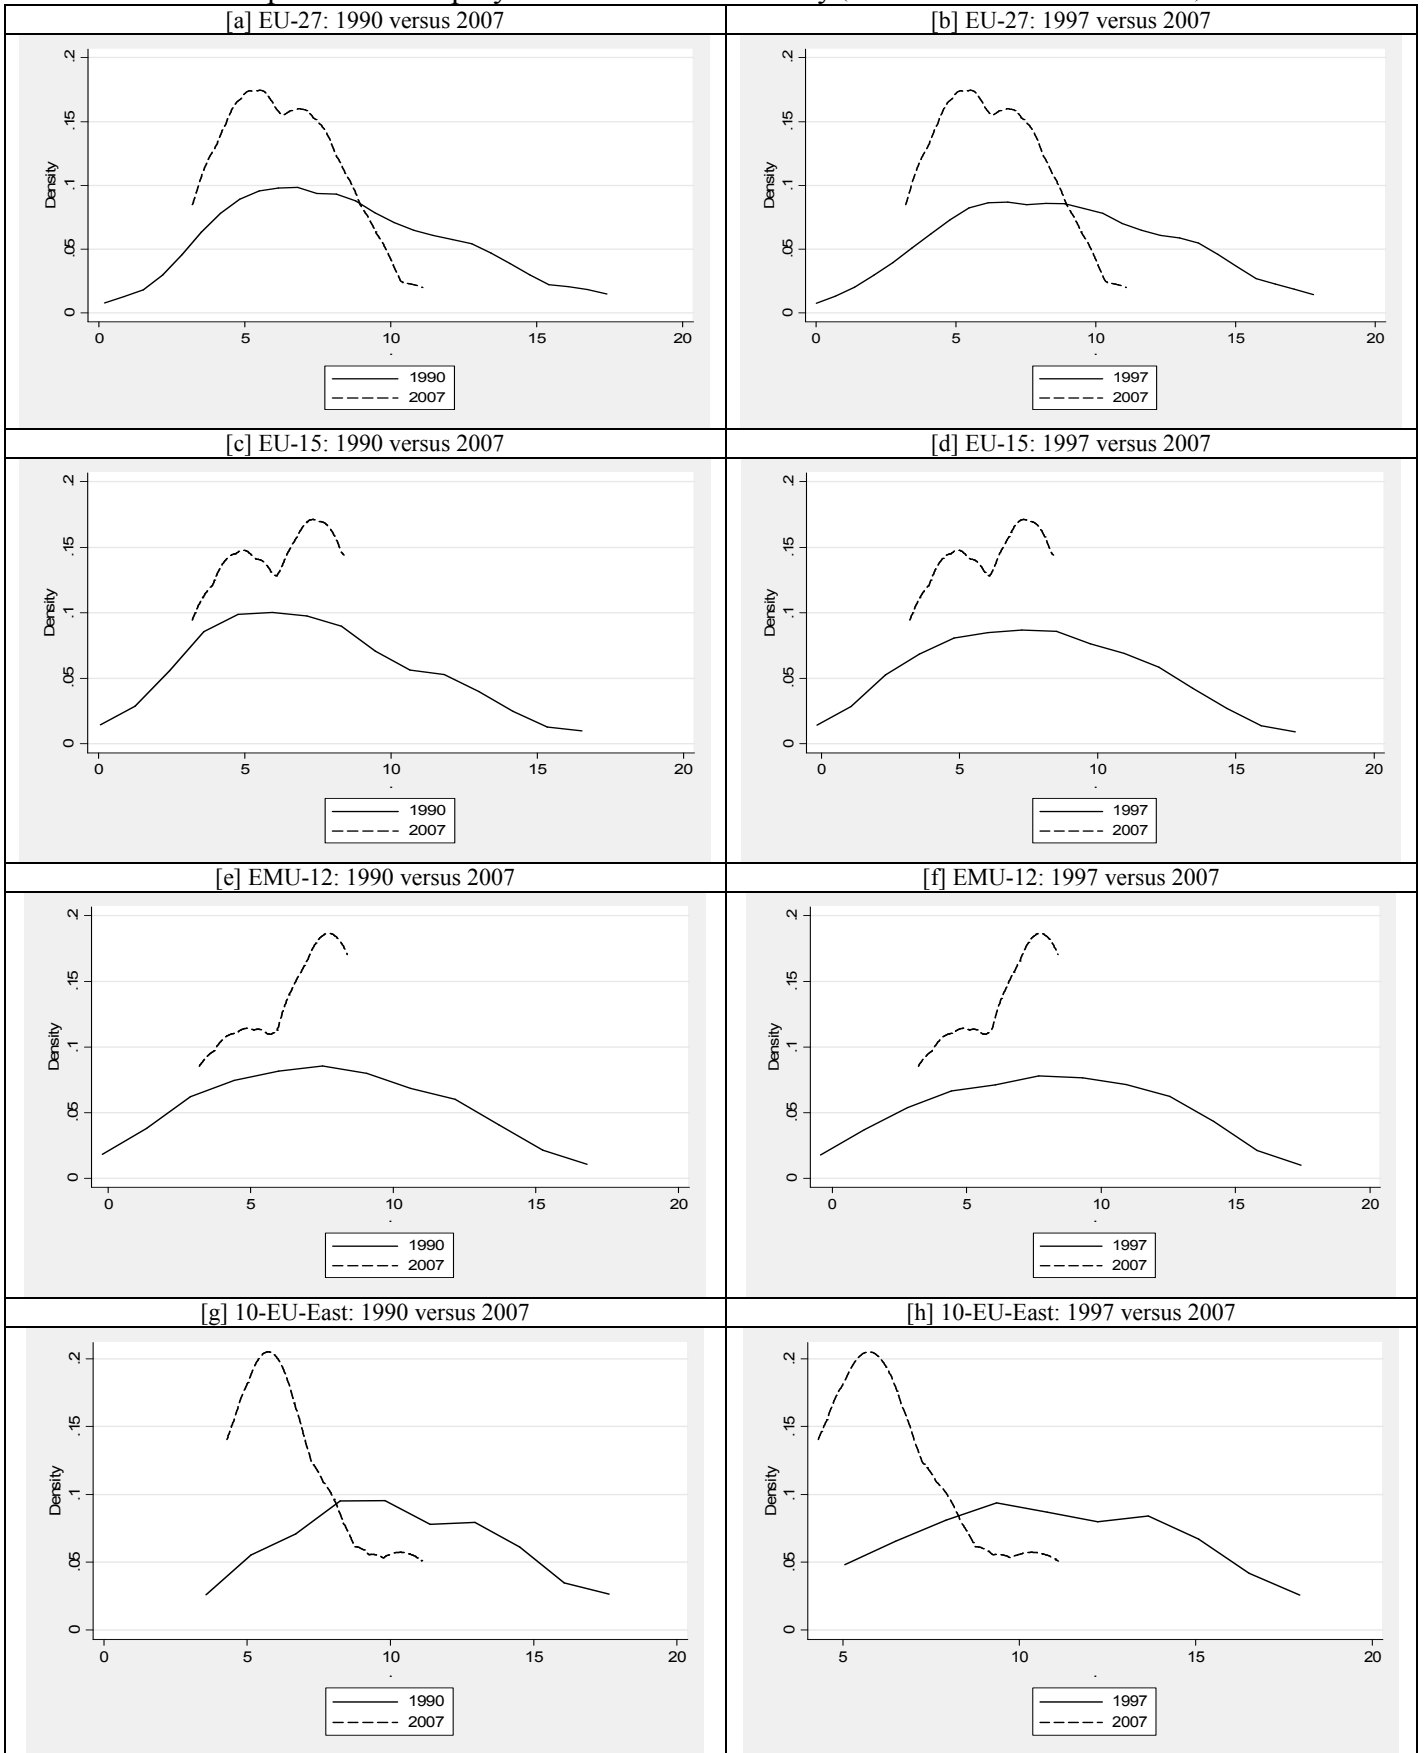 [a] EU-27: 1990 versus 2007
[b] EU-27: 1997 versus 2007
Density
0 .05 .1 .15 .2
0 5 10 15 20
.
1990
2007
Density
0 .05 .1 .15 .2
0 5 10 15 20
.
1997
2007
[c] EU-15: 1990 versus 2007
[d] EU-15: 1997 versus 2007
Density
0 .05 .1 .15 .2
0 5 10 15 20
.
1990
2007
Density
0 .05 .1 .15 .2
0 5 10 15 20
.
1997
2007
[e] EMU-12: 1990 versus 2007
[f] EMU-12: 1997 versus 2007
Density
0 .05 .1 .15 .2
0 5 10 15 20
.
1990
2007
Density
0 .05 .1 .15 .2
0 5 10 15 20
.
1997
2007
[g] 10-EU-East: 1990 versus 2007
[h] 10-EU-East: 1997 versus 2007
Density
0 .05 .1 .15 .2
0 5 10 15 20
.
1990
2007
Density
0 .05 .1 .15 .2
5 10 15 20
.
1997
2007